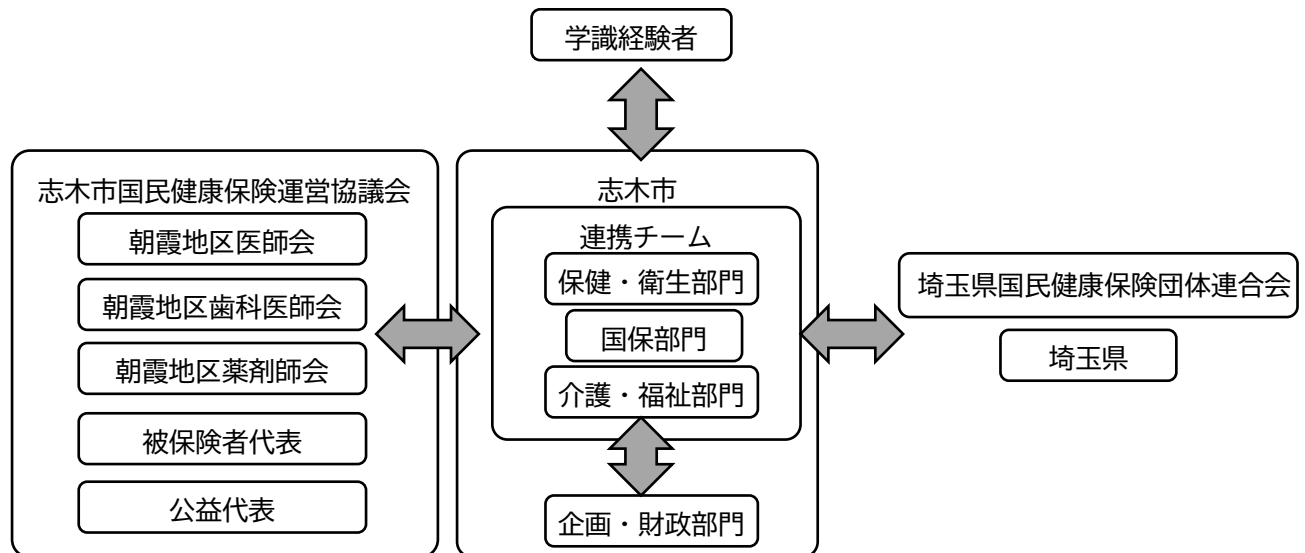 学識経験者
志木市国民健康保険運営協議会
朝霞地区医師会
朝霞地区歯科医師会
朝霞地区薬剤師会
被保険者代表
公益代表
志木市
連携チーム
保健・衛生部門
国保部門
介護・福祉部門
企画・財政部門
埼玉県国民健康保険団体連合会
埼玉県